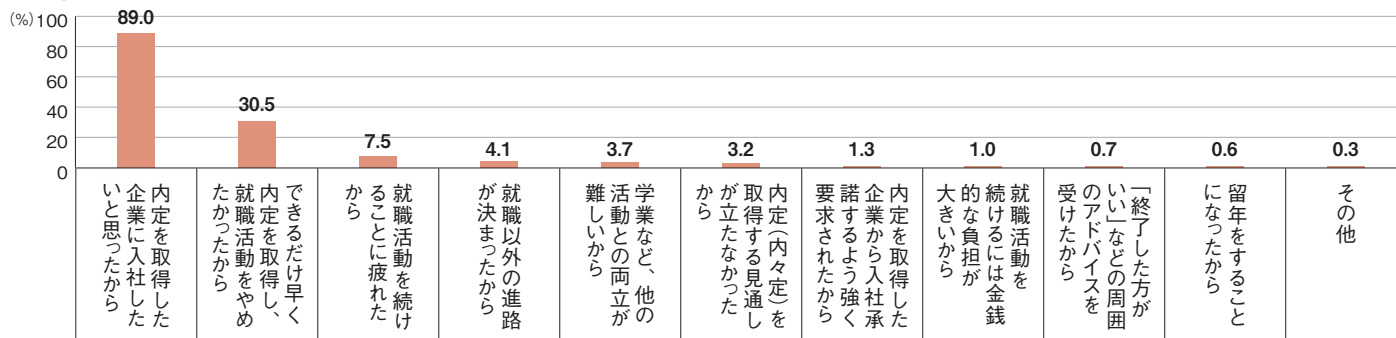 (%)
100
80
60
40
20
0
89.0
30.5
7.5
4.1
3.7
3.2
1.3
1.0
0.7
0.6
0.3
内定を取得した
企業に入社した
いと思ったから
できるだけ早く
内定を取得し、
就職活動をやめ
たかったから
就職活動を続け
ることに疲れた
から
就職以外の進路
が決まったから
学業など、他の
活動との両立が
難しいから
内定(内々定)を
取得する見通し
が立たなかった
から
内定を取得した
企業から入社承
諾するよう強く
要求されたから
就職活動を
続けるには金銭
的な負担が
大きいから
「終了した方が
いい」などの周囲
のアドバイスを
受けたから
留年をすること
になったから
その他